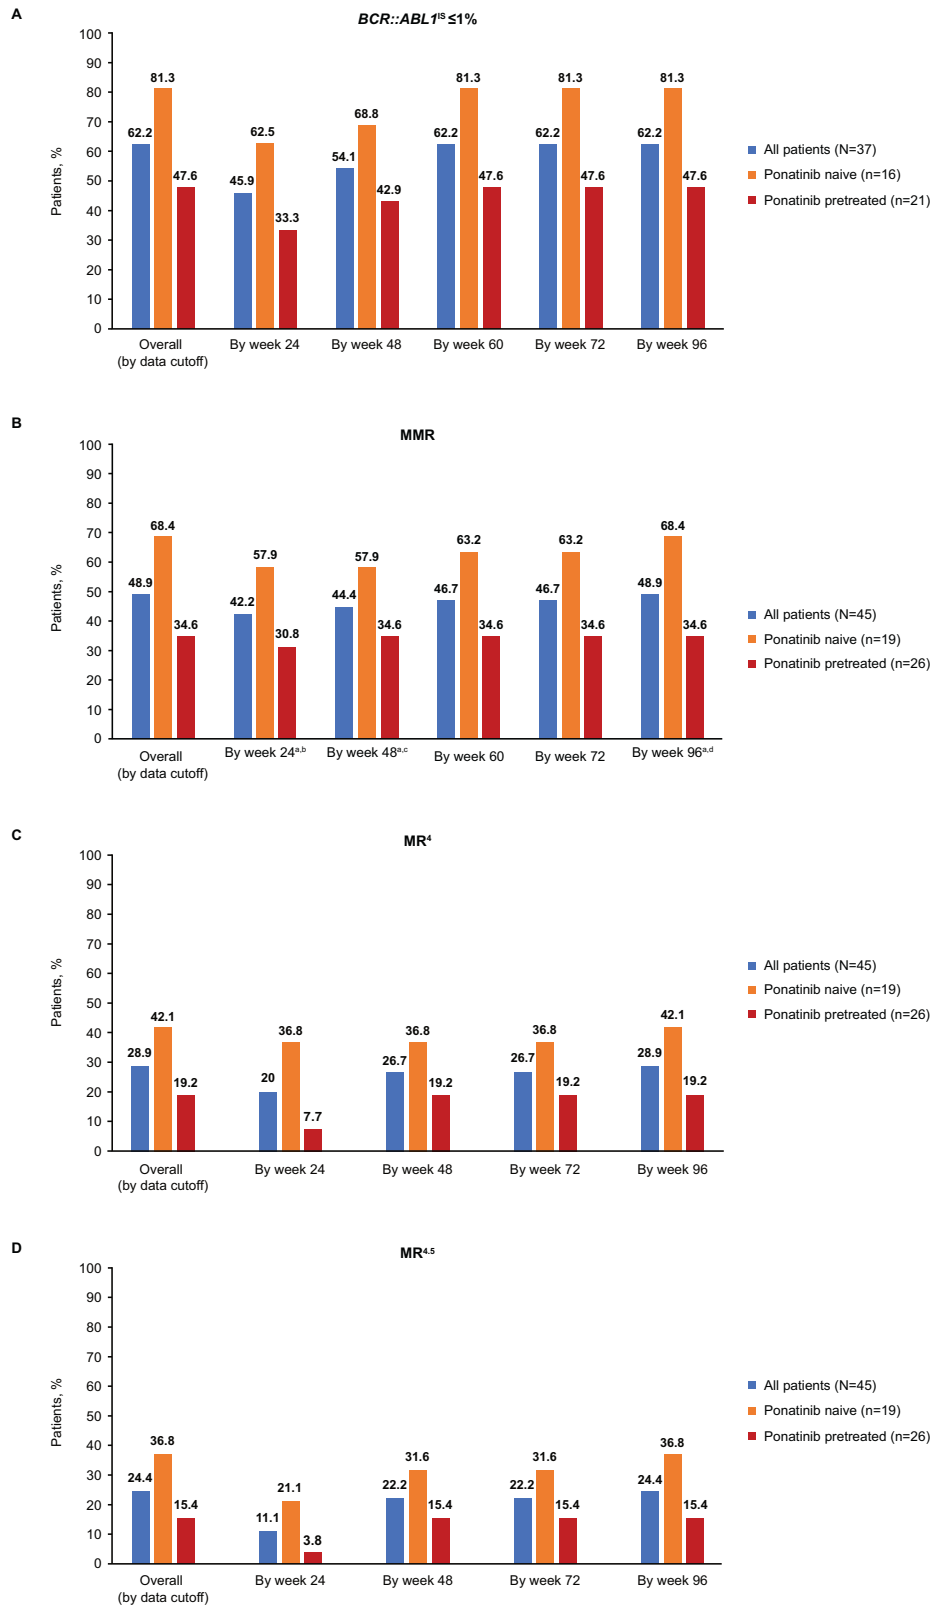 A
BCR::ABL1ᴵˢ ≤1%
100
90
80
70
60
50
40
30
20
10
0
Patients, %
62.2 81.3 47.6
45.9 62.5 33.3
54.1 68.8 42.9
62.2 81.3 47.6
62.2 81.3 47.6
62.2 81.3 47.6
Overall
(by data cutoff)
By week 24
By week 48
By week 60
By week 72
By week 96
All patients (N=37)
Ponatinib naive (n=16)
Ponatinib pretreated (n=21)
B
MMR
100
90
80
70
60
50
40
30
20
10
0
Patients, %
48.9 68.4 34.6
42.2 57.9 30.8
44.4 57.9 34.6
46.7 63.2 34.6
46.7 63.2 34.6
48.9 68.4 34.6
Overall
(by data cutoff)
By week 24ᵃ,ᵇ
By week 48ᵃ,ᶜ
By week 60
By week 72
By week 96ᵃ,ᵈ
All patients (N=45)
Ponatinib naive (n=19)
Ponatinib pretreated (n=26)
C
MR⁴
100
90
80
70
60
50
40
30
20
10
0
Patients, %
28.9 42.1 19.2
20 36.8 7.7
26.7 36.8 19.2
26.7 36.8 19.2
28.9 42.1 19.2
Overall
(by data cutoff)
By week 24
By week 48
By week 72
By week 96
All patients (N=45)
Ponatinib naive (n=19)
Ponatinib pretreated (n=26)
D
MR⁴·⁵
100
90
80
70
60
50
40
30
20
10
0
Patients, %
24.4 36.8 15.4
11.1 21.1 3.8
22.2 31.6 15.4
22.2 31.6 15.4
24.4 36.8 15.4
Overall
(by data cutoff)
By week 24
By week 48
By week 72
By week 96
All patients (N=45)
Ponatinib naive (n=19)
Ponatinib pretreated (n=26)